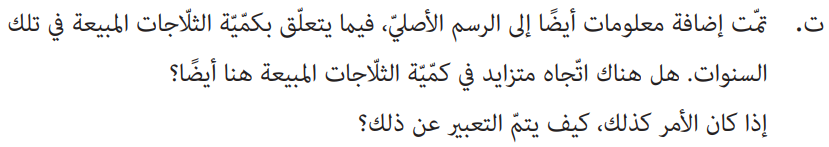 ت. تمّت إضافة معلومات أيضًا إلى الرسم الأصليّ، فيما يتعلّق بكمّيّة الثلّاجات المبيعة في تلك
السنوات. هل هناك اتّجاه متزايد في كمّيّة الثلّاجات المبيعة هنا أيضًا؟
إذا كان الأمر كذلك، كيف يتمّ التعبير عن ذلك؟